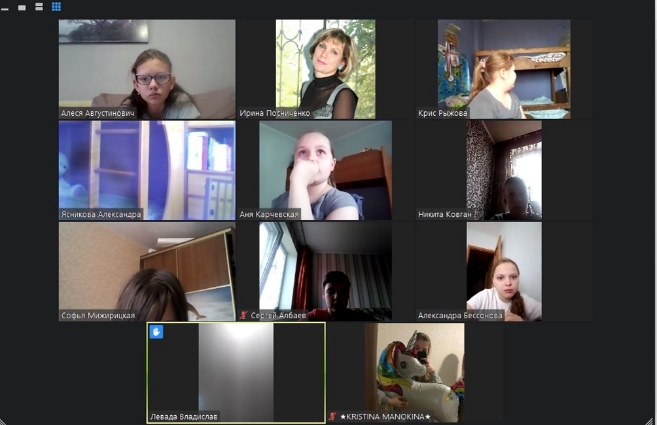 Алеся Августинович
Ирина Посниченко
Крис Рыжова
Ясникова Александра
Аня Карчевская
Никита Ковган
Софья Мижирицкая
Сергей Албаев
Александра Бессонова
Левада Владислав
★KRISTINA MANOKINA★